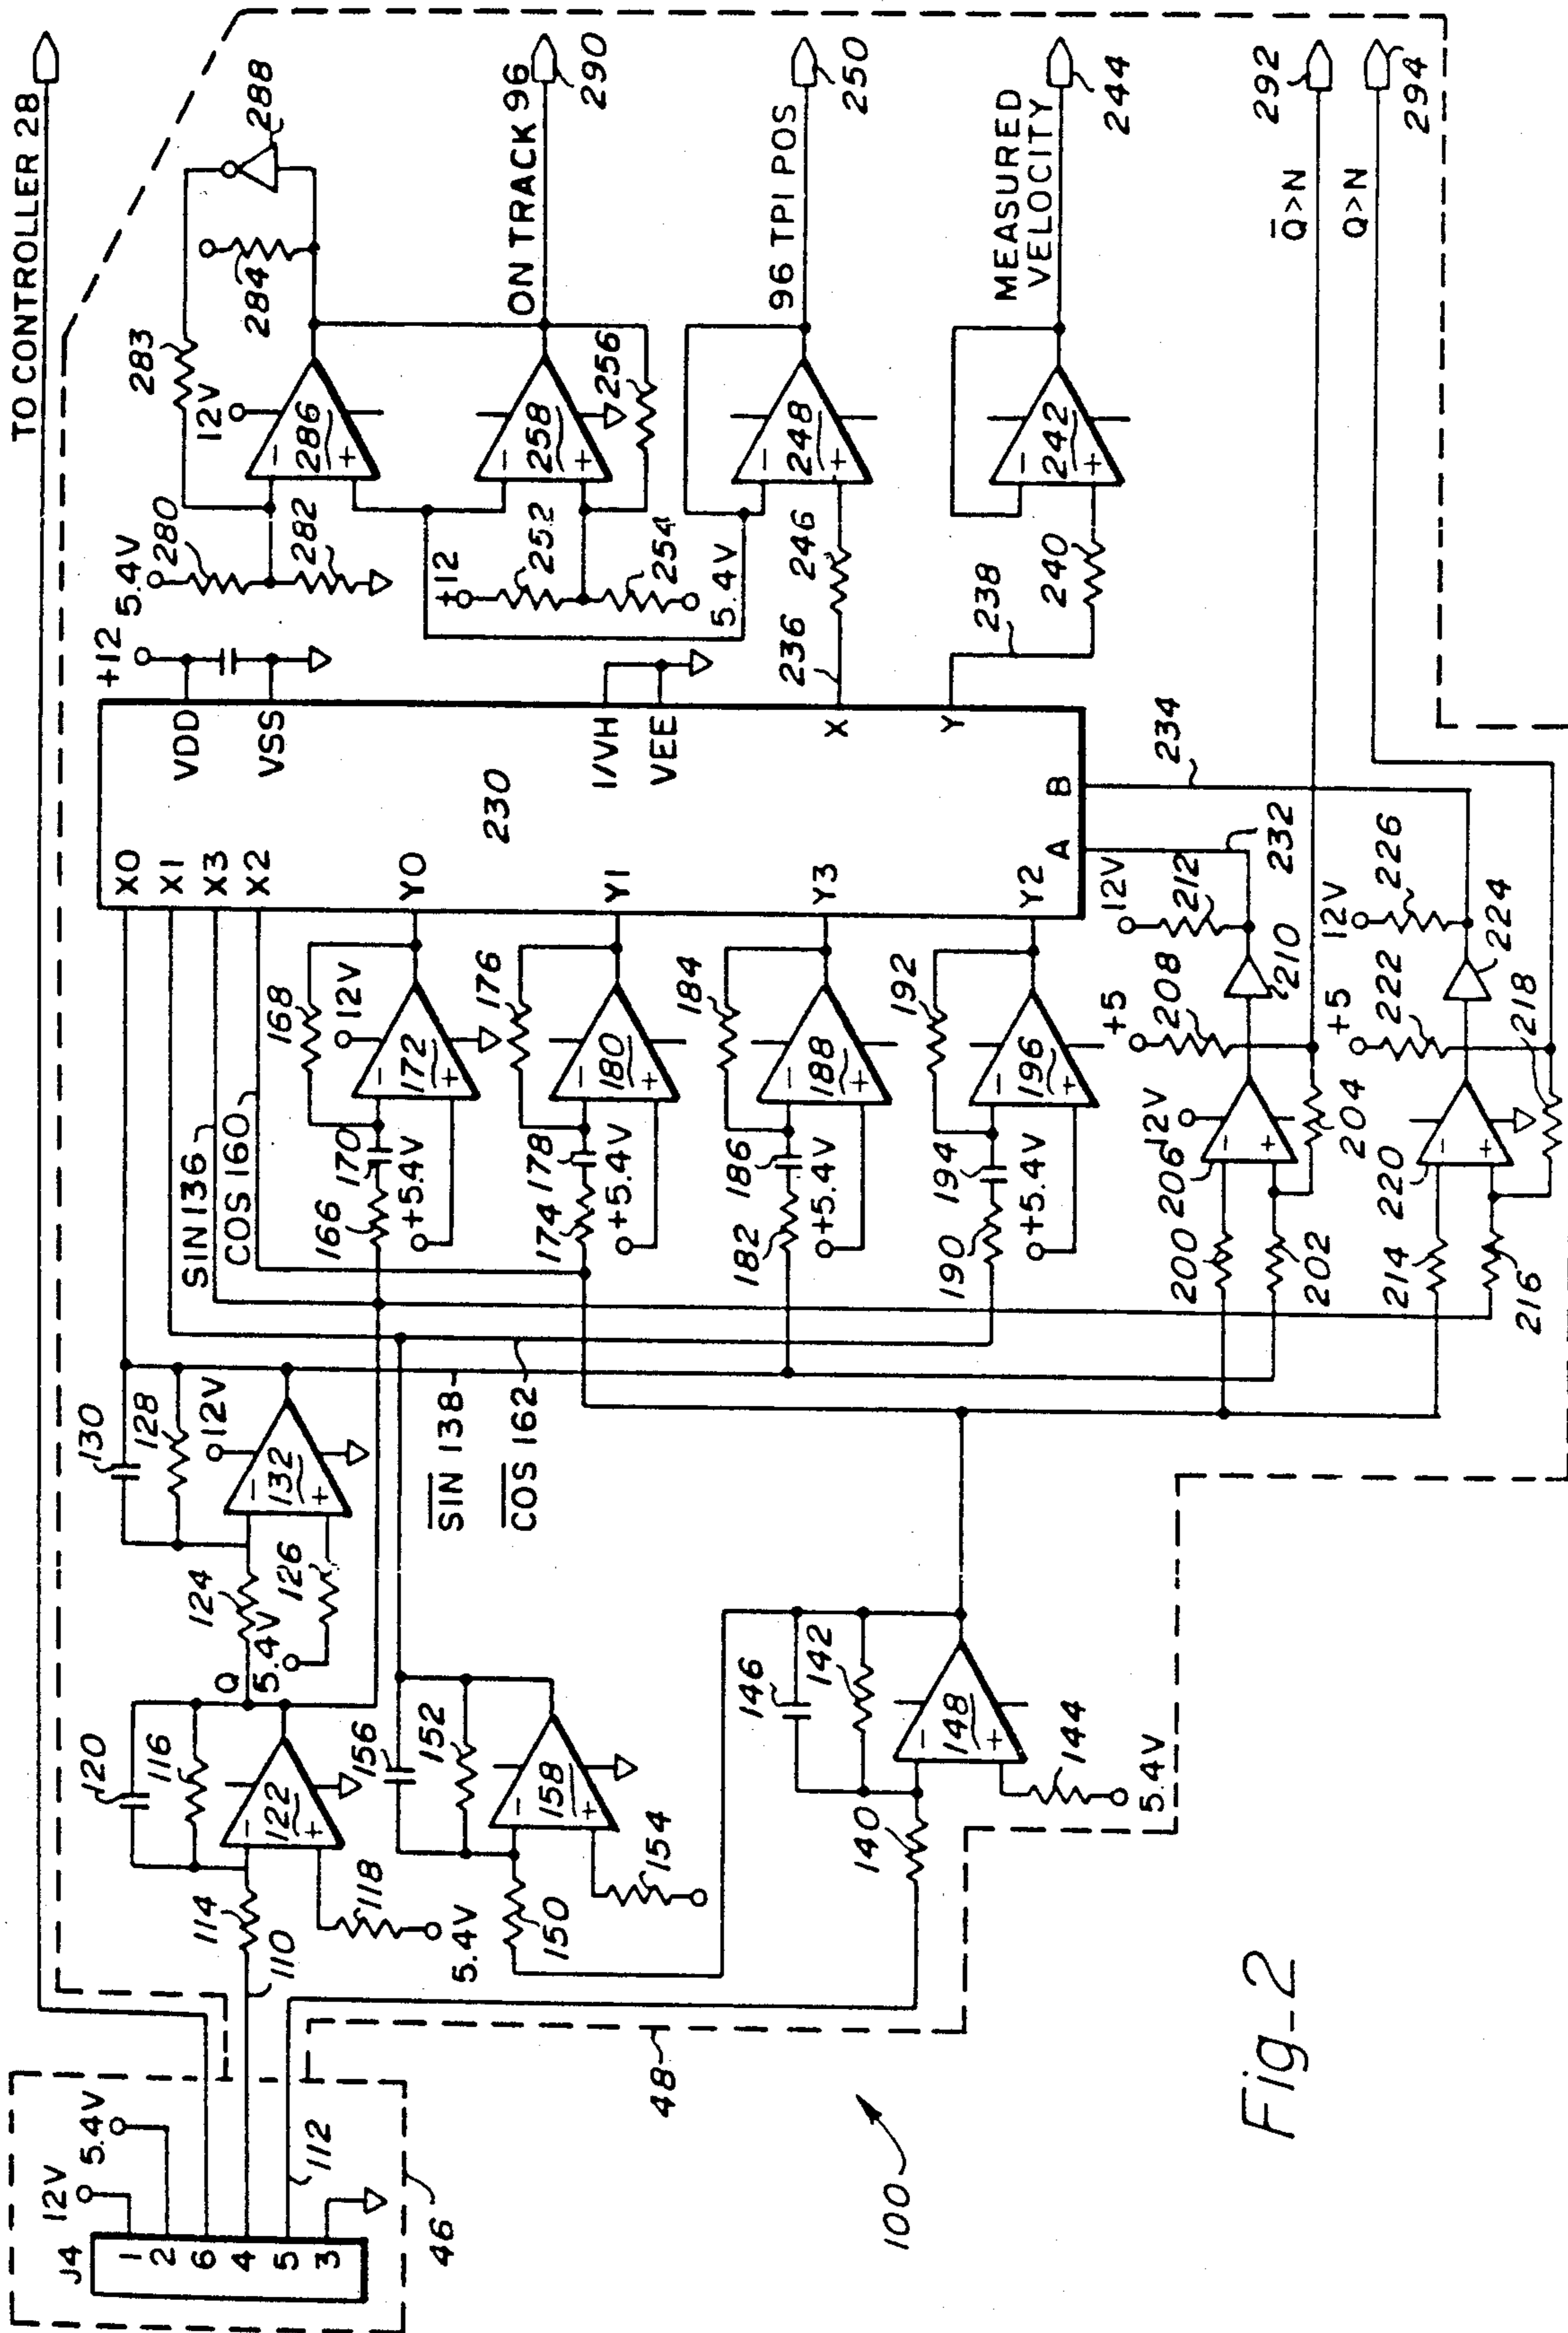 TO CONTROLLER 28
J4
1
2
6
4
5
3
12V
5.4V
46
112
110
48
100
114
116
118
120
122
−
+
5.4V
Q
124
126
5.4V
128
130
132
−
+
12V
150
152
154
156
158
−
+
140
142
144
146
148
−
+
5.4V
SIN 136
COS 160
S̅I̅N̅ 138
C̅O̅S̅ 162
166
168
170
172
−
+
12V
+5.4V
174
176
178
180
−
+
+5.4V
182
184
186
188
−
+
+5.4V
190
192
194
196
−
+
+5.4V
200
202
204
206
−
+
12V
208
+5
210
212
12V
214
216
218
220
−
+
222
+5
224
226
12V
232
234
X0
X1
X3
X2
Y0
Y1
Y3
Y2
A
B
230
VDD
VSS
I/VH
VEE
X
Y
+12
5.4V
280
282
283
12V
284
286
−
+
288
+12
252
254
256
258
−
+
5.4V
ON TRACK 96
290
236
246
248
−
+
96 TPI POS
250
238
240
242
−
+
MEASURED
VELOCITY
244
Q̅>N
292
Q>N
294
Fig_2